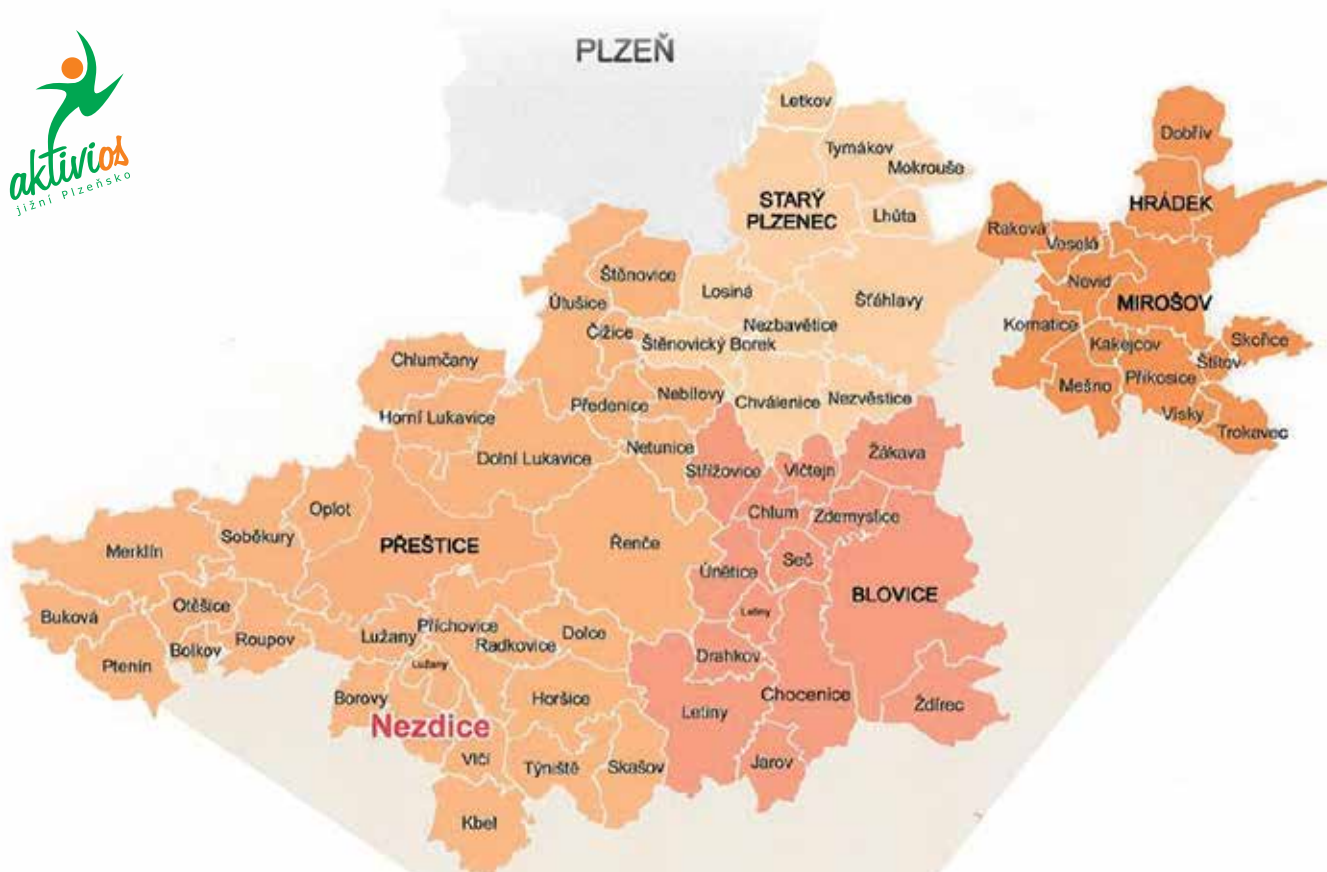 PLZEŇ
aktivios
jižní Plzeňsko
Letkov
Dobřív
Tymákov
Mokrouše
STARÝ
PLZENEC
HRÁDEK
Lhůta
Raková
Veselá
Štěnovice
Nevid
Losiná
Šťáhlavy
Útušice
MIROŠOV
Kornatice
Nezbavětice
Čižice
Štěnovický Borek
Skořice
Kakejcov
Štítov
Chlumčany
Příkosice
Mešno
Nebílovy
Chválenice
Nezvěstice
Předenice
Vísky
Horní Lukavice
Trokavec
Netunice
Žákava
Dolní Lukavice
Střížovice
Vlčtejn
Oplot
Chlum
Zdemyslice
Soběkury
Řenče
PŘEŠTICE
Merklín
Seč
Únětice
BLOVICE
Otěšice
Letiny
Buková
Příchovice
Lužany
Dolce
Roupov
Radkovice
Bolkov
Drahkov
Ptenín
Lužany
Chocenice
Borovy
Horšice
Ždírec
Letiny
Nezdice
Vlčí
Týniště
Skašov
Jarov
Kbel